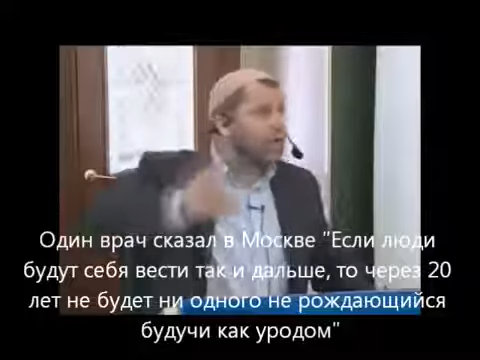 Один врач сказал в Москве "Если люди
будут себя вести так и дальше, то через 20
лет не будет ни одного не рождающийся
будучи как уродом"